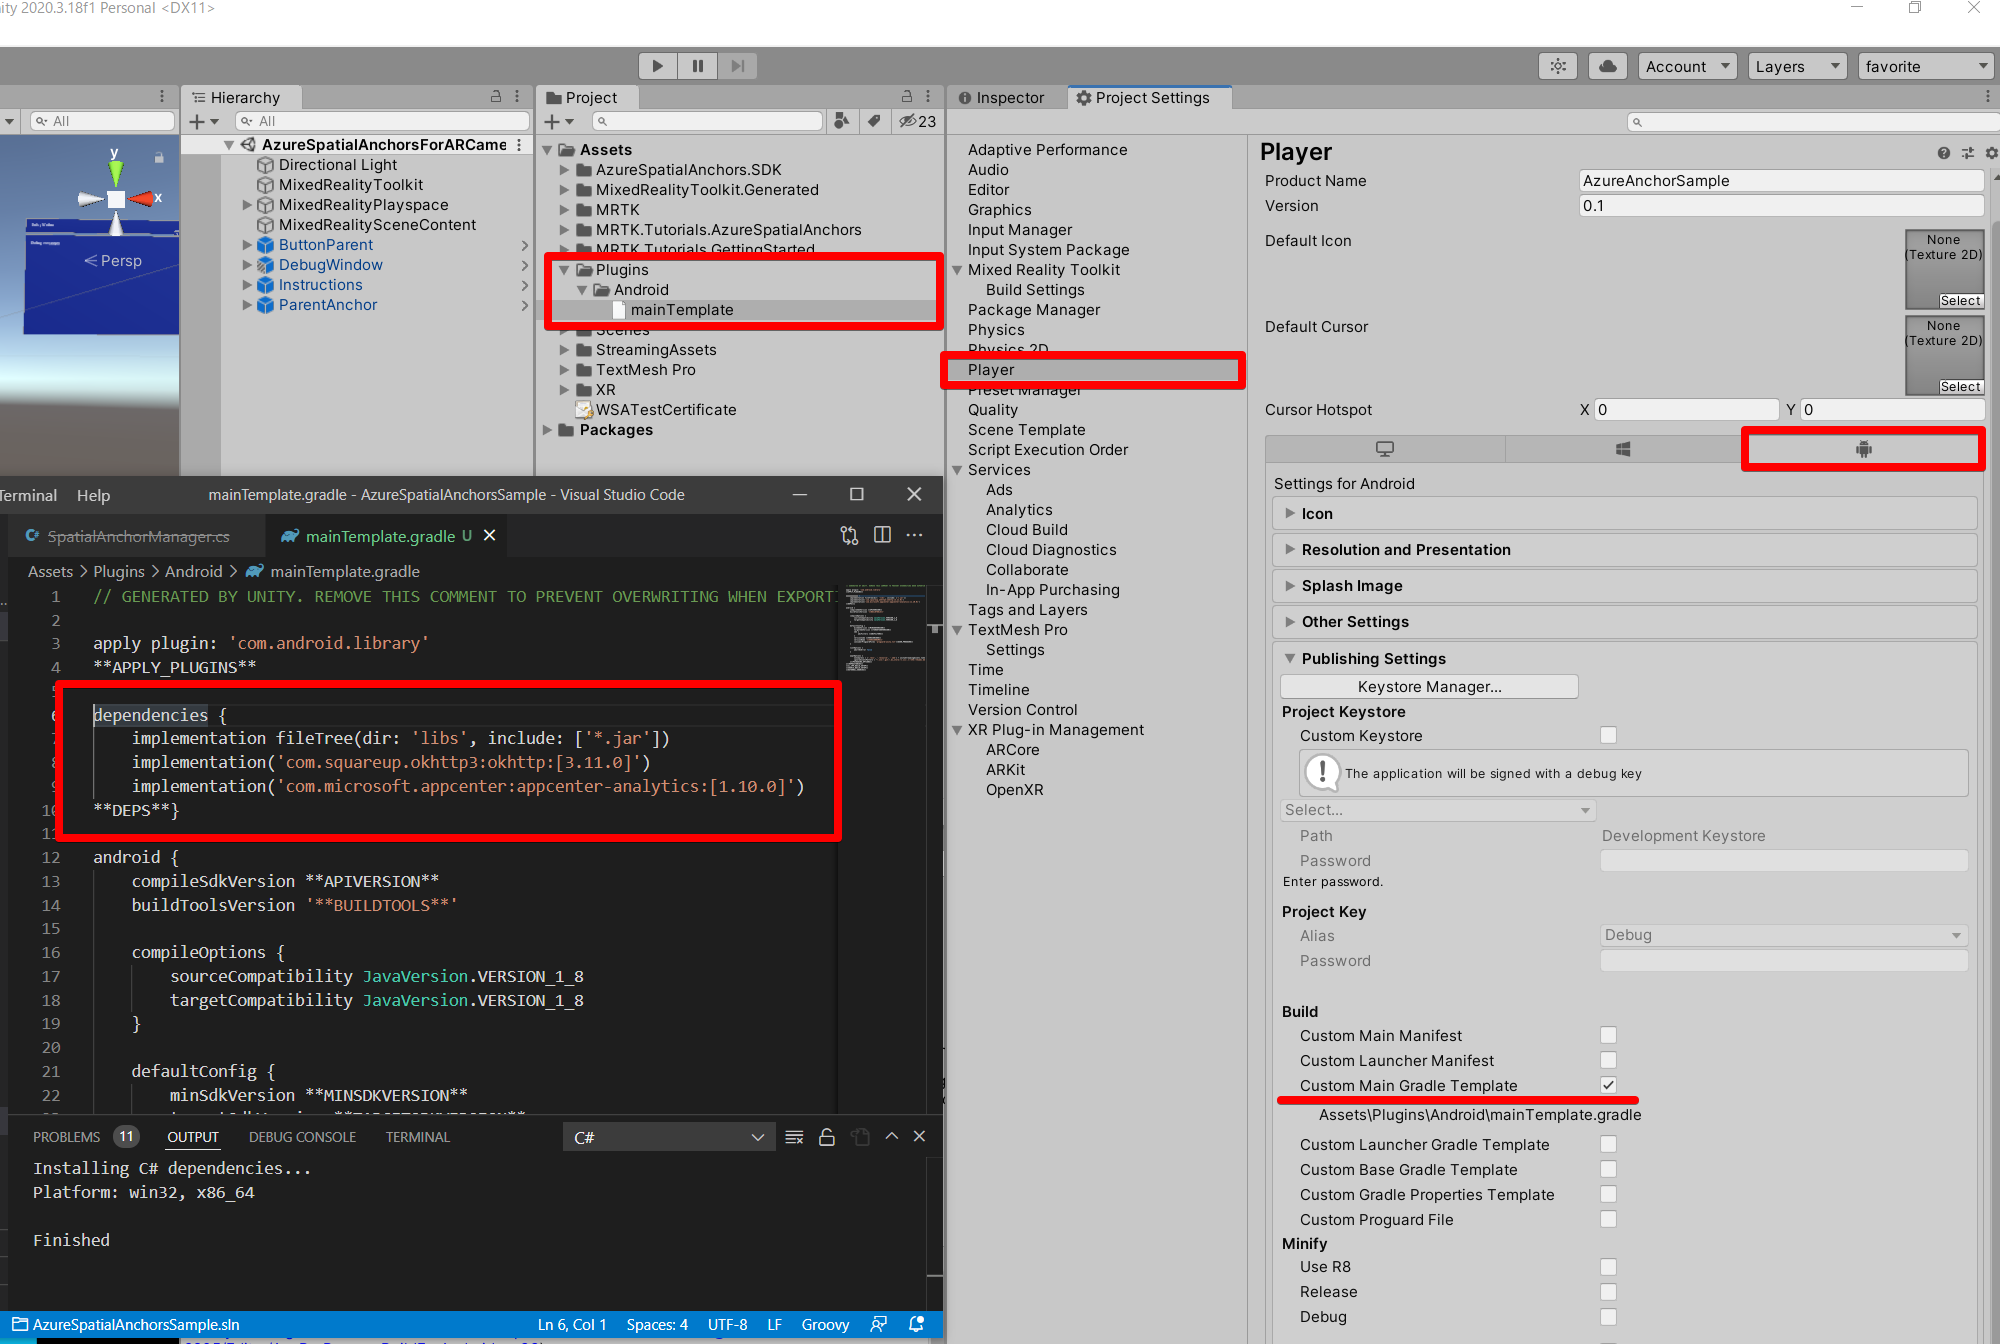 ity 2020.3.18f1 Personal <DX11>
Account
Layers
favorite
Hierarchy
Project
Inspector
Project Settings
All
All
23
y
x
Persp
AzureSpatialAnchorsForARCame
Directional Light
MixedRealityToolkit
MixedRealityPlayspace
MixedRealitySceneContent
ButtonParent
DebugWindow
Instructions
ParentAnchor
Assets
AzureSpatialAnchors.SDK
MixedRealityToolkit.Generated
MRTK
MRTK.Tutorials.AzureSpatialAnchors
MRTK.Tutorials.GettingStarted
Plugins
Android
mainTemplate
Scenes
StreamingAssets
TextMesh Pro
XR
WSATestCertificate
Packages
Adaptive Performance
Audio
Editor
Graphics
Input Manager
Input System Package
Mixed Reality Toolkit
Build Settings
Package Manager
Physics
Physics 2D
Player
Preset Manager
Quality
Scene Template
Script Execution Order
Services
Ads
Analytics
Cloud Build
Cloud Diagnostics
Collaborate
In-App Purchasing
Tags and Layers
TextMesh Pro
Settings
Time
Timeline
Version Control
XR Plug-in Management
ARCore
ARKit
OpenXR
Player
Product Name AzureAnchorSample
Version 0.1
Default Icon
None
(Texture 2D)
Select
Default Cursor
None
(Texture 2D)
Select
Cursor Hotspot X 0 Y 0
Settings for Android
Icon
Resolution and Presentation
Splash Image
Other Settings
Publishing Settings
Keystore Manager...
Project Keystore
Custom Keystore
The application will be signed with a debug key
Select...
Path Development Keystore
Password
Enter password.
Project Key
Alias Debug
Password
Build
Custom Main Manifest
Custom Launcher Manifest
Custom Main Gradle Template
Assets\Plugins\Android\mainTemplate.gradle
Custom Launcher Gradle Template
Custom Base Gradle Template
Custom Gradle Properties Template
Custom Proguard File
Minify
Use R8
Release
Debug
Terminal Help mainTemplate.gradle - AzureSpatialAnchorsSample - Visual Studio Code
C# SpatialAnchorManager.cs
mainTemplate.gradle U
Assets > Plugins > Android > mainTemplate.gradle
1 // GENERATED BY UNITY. REMOVE THIS COMMENT TO PREVENT OVERWRITING WHEN EXPORTI
2
3 apply plugin: 'com.android.library'
4 **APPLY_PLUGINS**
5
6 dependencies {
7 implementation fileTree(dir: 'libs', include: ['*.jar'])
8 implementation('com.squareup.okhttp3:okhttp:[3.11.0]')
9 implementation('com.microsoft.appcenter:appcenter-analytics:[1.10.0]')
10 **DEPS**}
11
12 android {
13 compileSdkVersion **APIVERSION**
14 buildToolsVersion '**BUILDTOOLS**'
15
16 compileOptions {
17 sourceCompatibility JavaVersion.VERSION_1_8
18 targetCompatibility JavaVersion.VERSION_1_8
19 }
20
21 defaultConfig {
22 minSdkVersion **MINSDKVERSION**
PROBLEMS 11 OUTPUT DEBUG CONSOLE TERMINAL C#
Installing C# dependencies...
Platform: win32, x86_64
Finished
AzureSpatialAnchorsSample.sln Ln 6, Col 1 Spaces: 4 UTF-8 LF Groovy